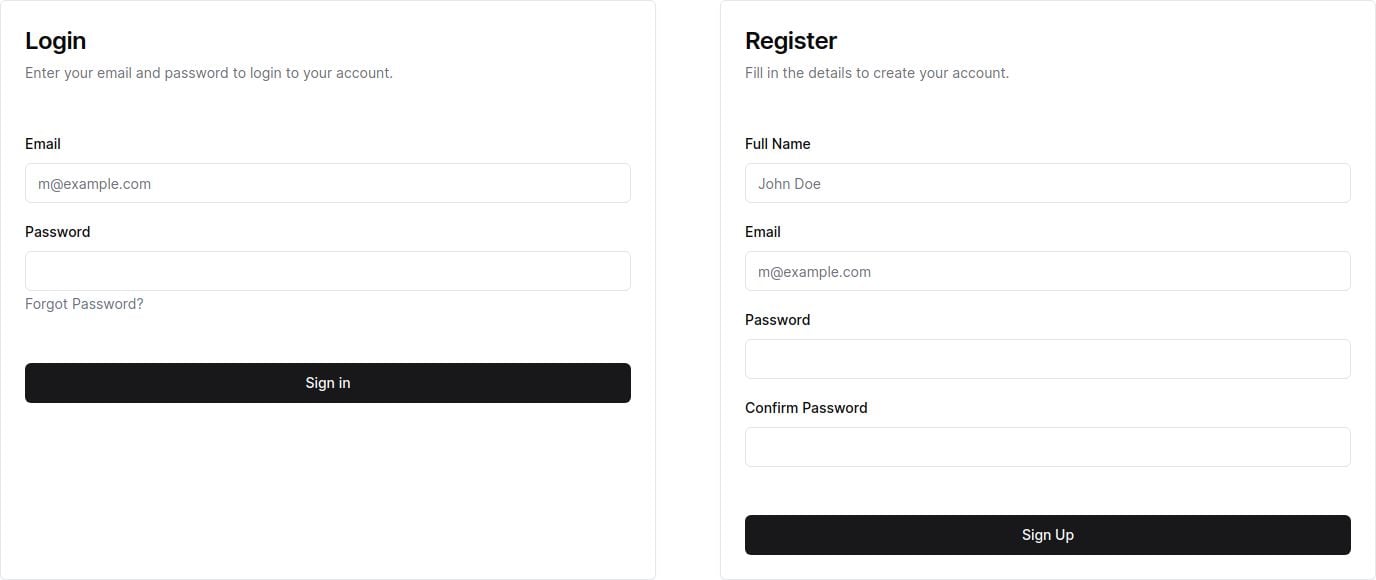 Login
Enter your email and password to login to your account.
Email
m@example.com
Password
Forgot Password?
Sign in
Register
Fill in the details to create your account.
Full Name
John Doe
Email
m@example.com
Password
Confirm Password
Sign Up